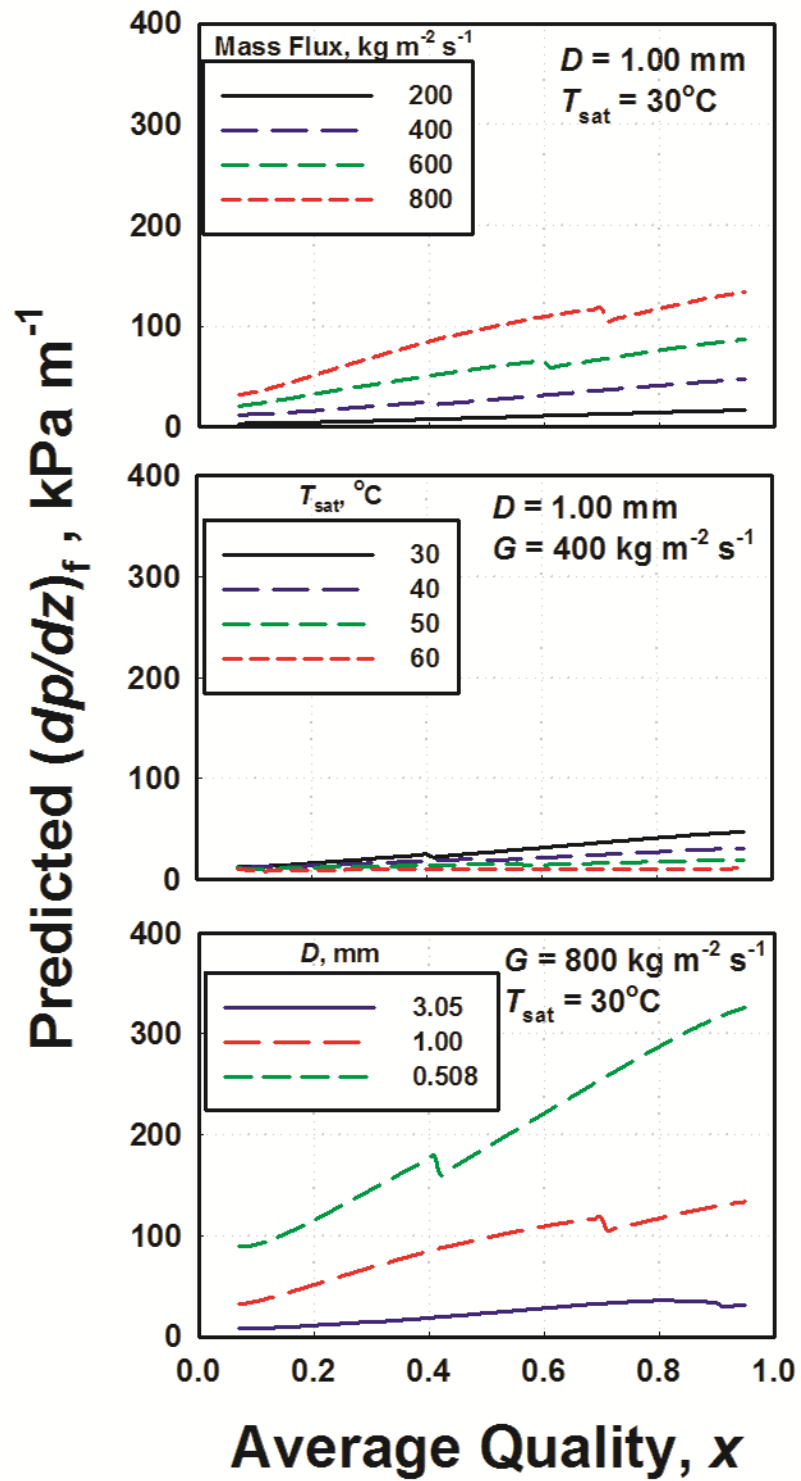 Predicted (dp/dz)f , kPa m-1
400
300
200
100
0
Mass Flux, kg m-2 s-1
200
400
600
800
D = 1.00 mm
Tsat = 30oC
400
300
200
100
0
Tsat, oC
30
40
50
60
D = 1.00 mm
G = 400 kg m-2 s-1
400
300
200
100
0
D, mm
3.05
1.00
0.508
G = 800 kg m-2 s-1
Tsat = 30oC
0.0 0.2 0.4 0.6 0.8 1.0
Average Quality, x